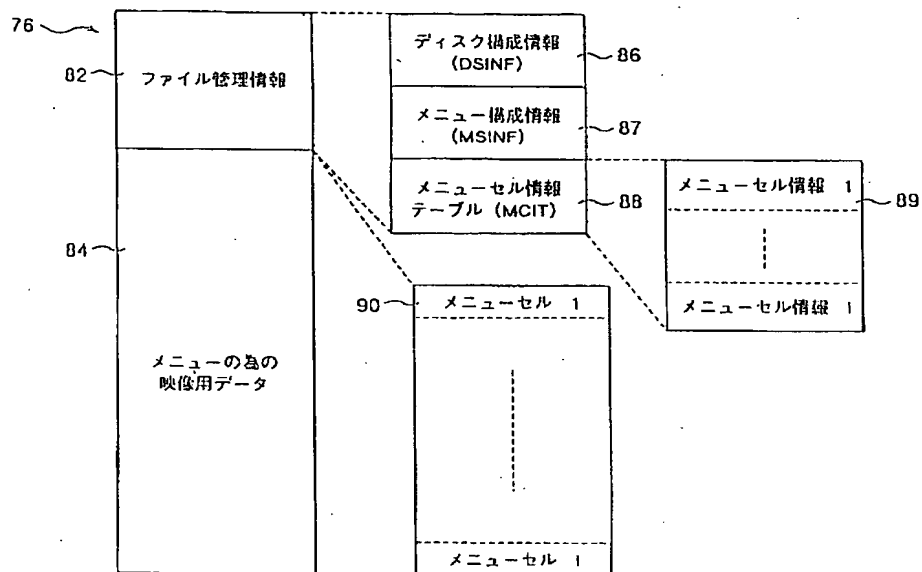 76
82
ファイル管理情報
84
メニューの為の
映像用データ
ディスク構成情報
(DSINF)
86
メニュー構成情報
(MSINF)
87
メニューセル情報
テーブル (MCIT)
88
メニューセル情報 1
89
メニューセル情報 i
90
メニューセル 1
メニューセル i